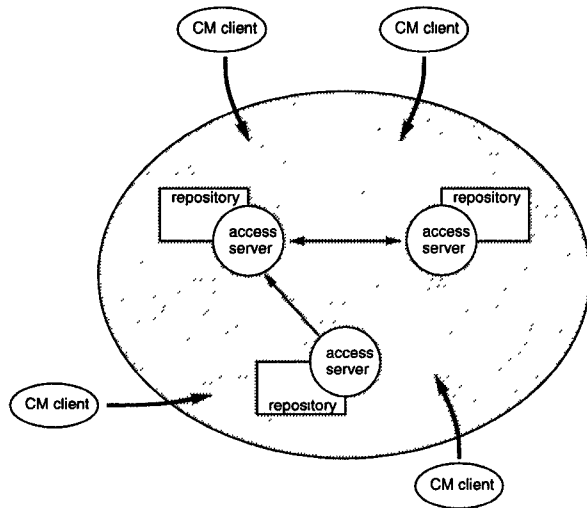 CM client
CM client
repository
access
server
repository
access
server
access
server
repository
CM client
CM client